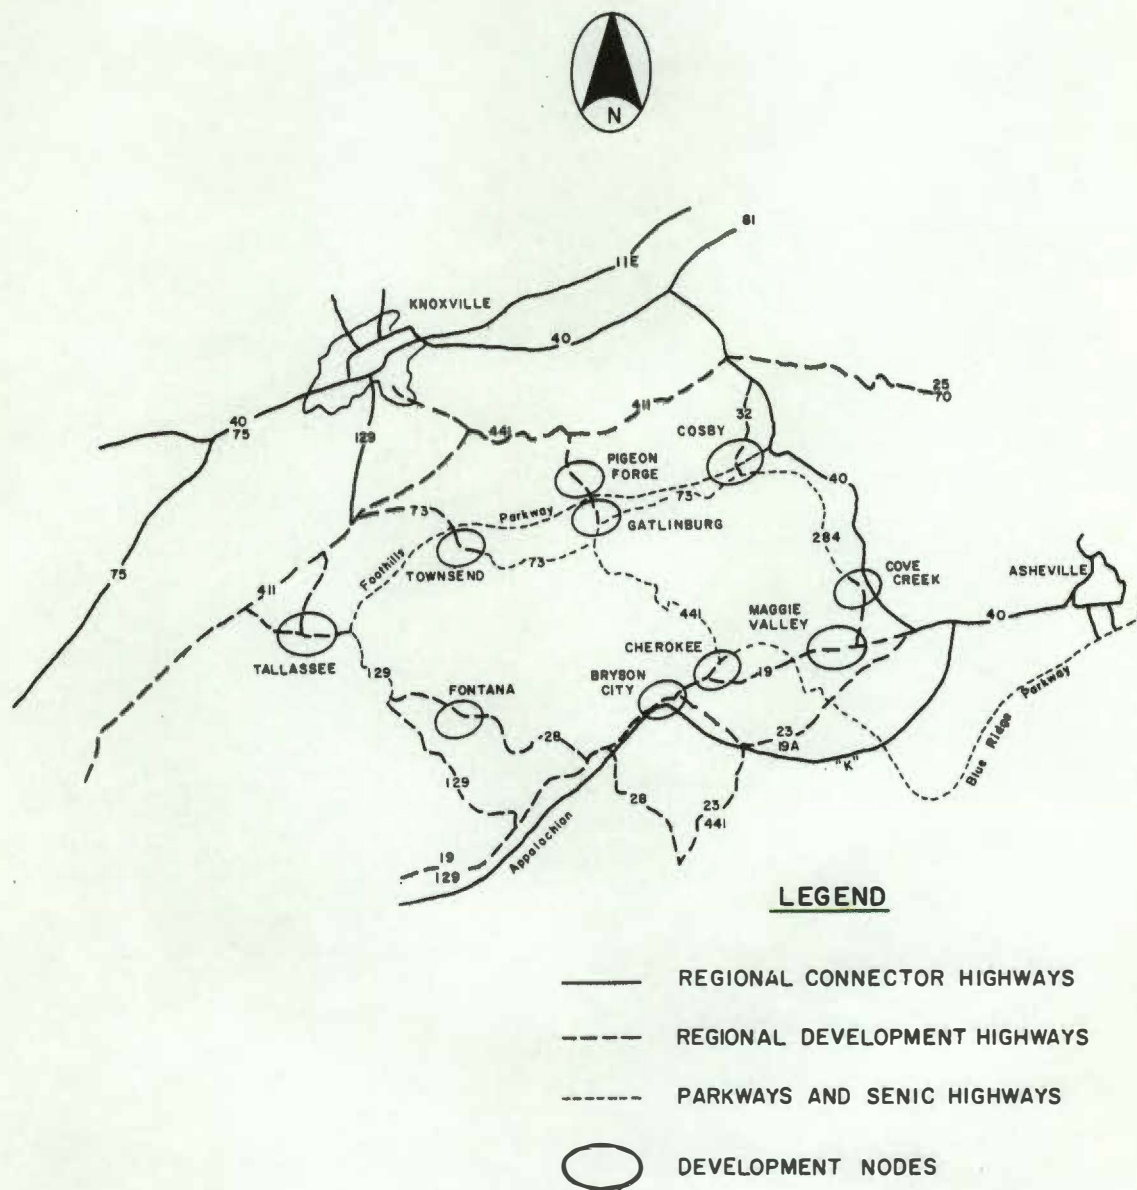 N
81
11E
KNOXVILLE
40
25
70
411
32
40
75
129
441
COSBY
PIGEON
FORGE
40
73
Parkway
73
GATLINBURG
284
Foothills
TOWNSEND
73
75
COVE
CREEK
ASHEVILLE
411
441
MAGGIE
VALLEY
40
CHEROKEE
TALLASSEE
129
BRYSON
CITY
19
FONTANA
Blue Ridge Parkway
28
23
19A
"K"
129
28
23
441
Appalachian
19
129
LEGEND
REGIONAL CONNECTOR HIGHWAYS
REGIONAL DEVELOPMENT HIGHWAYS
PARKWAYS AND SENIC HIGHWAYS
DEVELOPMENT NODES